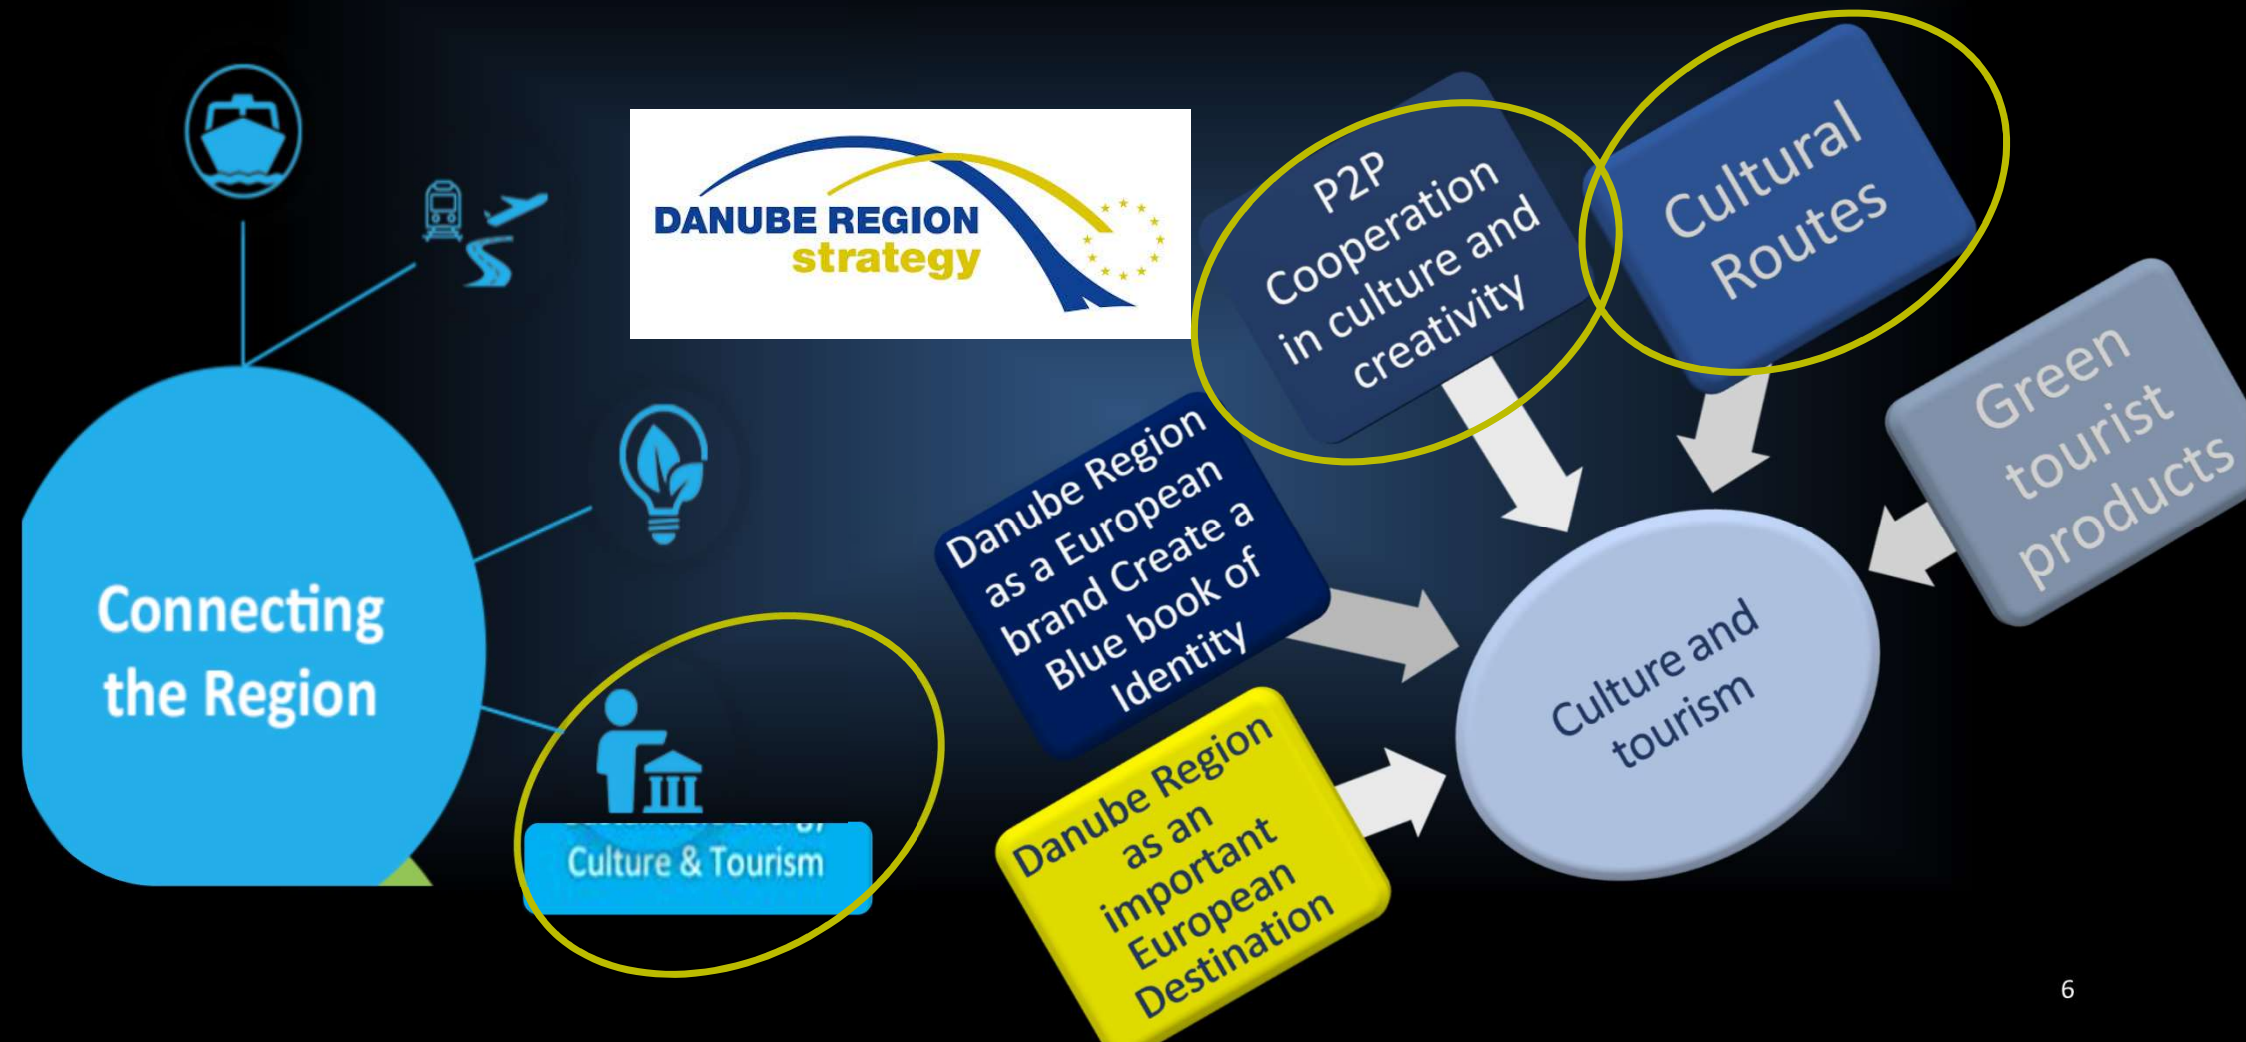 DANUBE REGION
strategy
P2P
Cooperation
in culture and
creativity
Cultural
Routes
Green
tourist
products
Danube Region
as a European
brand Create a
Blue book of
Identity
Connecting
the Region
Culture and
tourism
Danube Region
as an
important
European
Destination
Culture & Tourism
6